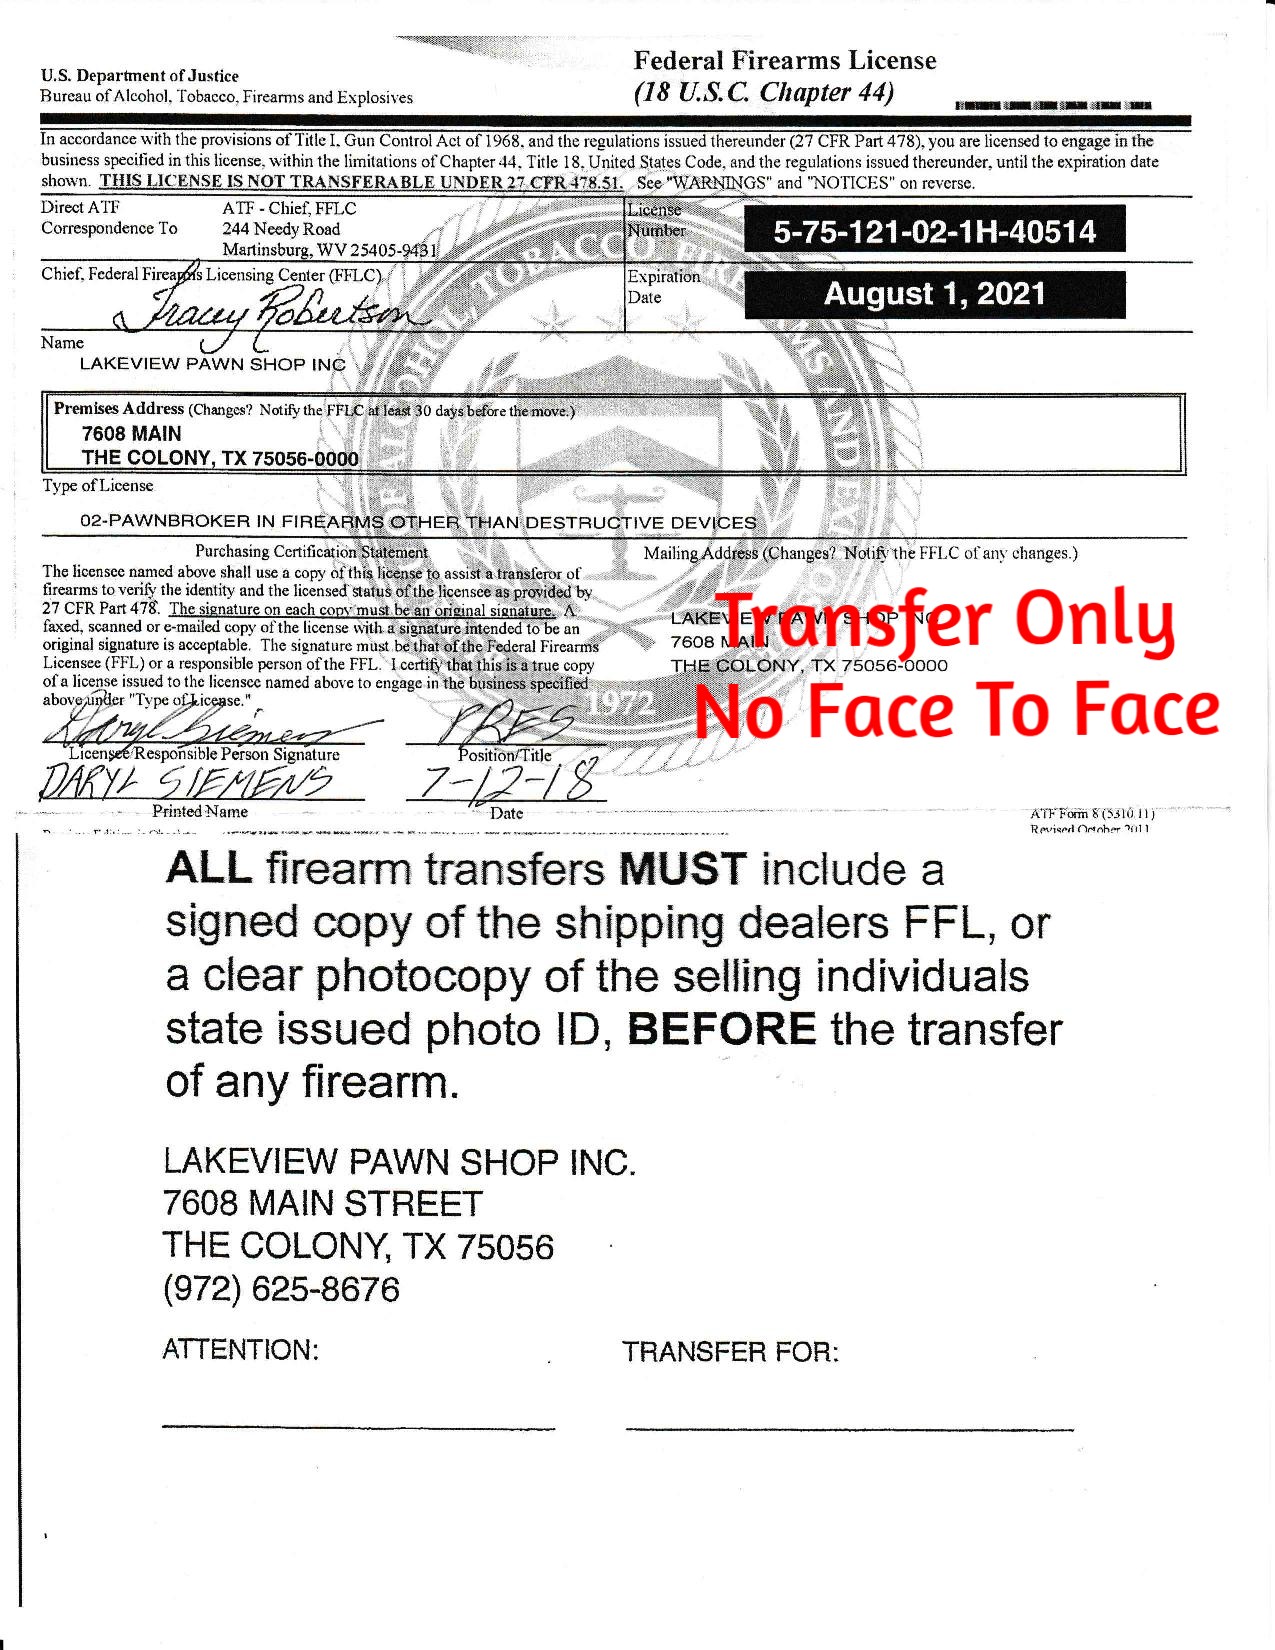 U.S. Department of Justice
Bureau of Alcohol, Tobacco, Firearms and Explosives
Federal Firearms License
(18 U.S.C. Chapter 44)
In accordance with the provisions of Title I, Gun Control Act of 1968, and the regulations issued thereunder (27 CFR Part 478), you are licensed to engage in the
business specified in this license, within the limitations of Chapter 44, Title 18, United States Code, and the regulations issued thereunder, until the expiration date
shown. THIS LICENSE IS NOT TRANSFERABLE UNDER 27 CFR 478.51. See "WARNINGS" and "NOTICES" on reverse.
Direct ATF
Correspondence To
ATF - Chief, FFLC
244 Needy Road
Martinsburg, WV 25405-9431
License
Number
5-75-121-02-1H-40514
Chief, Federal Firearms Licensing Center (FFLC)
Tracey Robertson
Expiration
Date
August 1, 2021
Name
LAKEVIEW PAWN SHOP INC
Premises Address (Changes? Notify the FFLC at least 30 days before the move.)
7608 MAIN
THE COLONY, TX 75056-0000
Type of License
02-PAWNBROKER IN FIREARMS OTHER THAN DESTRUCTIVE DEVICES
Purchasing Certification Statement
The licensee named above shall use a copy of this license to assist a transferor of
firearms to verify the identity and the licensed status of the licensee as provided by
27 CFR Part 478. The signature on each copy must be an original signature. A
faxed, scanned or e-mailed copy of the license with a signature intended to be an
original signature is acceptable. The signature must be that of the Federal Firearms
Licensee (FFL) or a responsible person of the FFL. I certify that this is a true copy
of a license issued to the licensee named above to engage in the business specified
above under "Type of License."
Mailing Address (Changes? Notify the FFLC of any changes.)
LAKEVIEW PAWN SHOP INC
7608 MAIN
THE COLONY, TX 75056-0000
Transfer Only
No Face To Face
1972
Daryl Siemens
PRES
Licensee/Responsible Person Signature
Position/Title
DARYL SIEMENS
7-12-18
Printed Name
Date
ATF Form 8 (5310.11)
Revised October 2011
ALL firearm transfers MUST include a
signed copy of the shipping dealers FFL, or
a clear photocopy of the selling individuals
state issued photo ID, BEFORE the transfer
of any firearm.
LAKEVIEW PAWN SHOP INC.
7608 MAIN STREET
THE COLONY, TX 75056
(972) 625-8676
ATTENTION:
TRANSFER FOR: